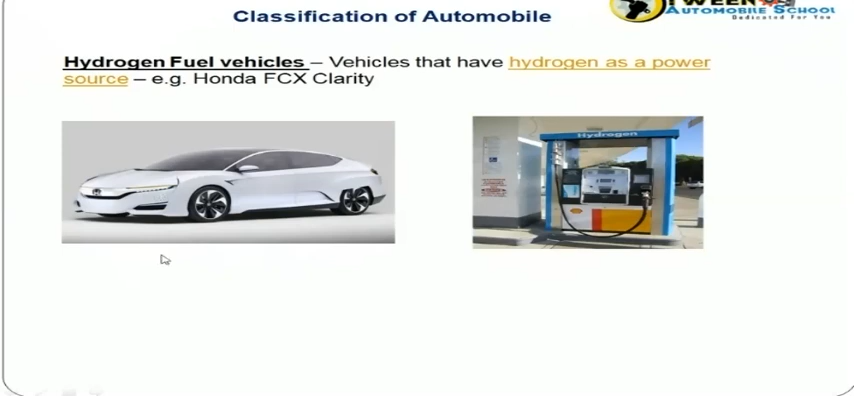 Classification of Automobile
AUTOMOBILE SCHOOL
Dedicated For You
Hydrogen Fuel vehicles – Vehicles that have hydrogen as a power
source – e.g. Honda FCX Clarity
Hydrogen